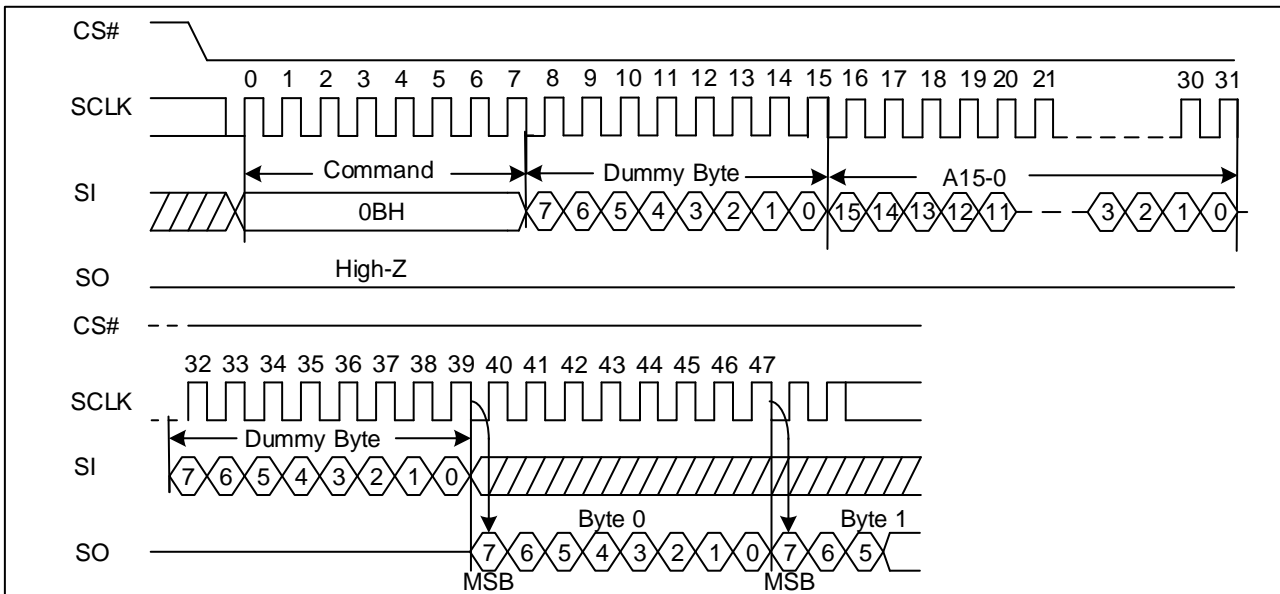 CS#
0 1 2 3 4 5 6 7 8 9 10 11 12 13 14 15 16 17 18 19 20 21 30 31
SCLK
Command Dummy Byte A15-0
SI
0BH 7 6 5 4 3 2 1 0 15 14 13 12 11 3 2 1 0
High-Z
SO
CS#
32 33 34 35 36 37 38 39 40 41 42 43 44 45 46 47
SCLK
Dummy Byte
SI
7 6 5 4 3 2 1 0
Byte 0 Byte 1
SO
7 6 5 4 3 2 1 0 7 6 5
MSB MSB